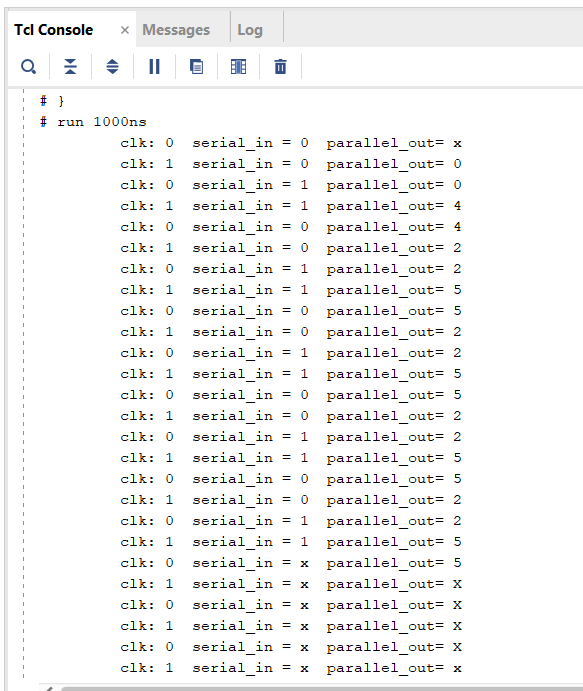 Tcl Console × Messages Log
# }
# run 1000ns
clk: 0 serial_in = 0 parallel_out= x
clk: 1 serial_in = 0 parallel_out= 0
clk: 0 serial_in = 1 parallel_out= 0
clk: 1 serial_in = 1 parallel_out= 4
clk: 0 serial_in = 0 parallel_out= 4
clk: 1 serial_in = 0 parallel_out= 2
clk: 0 serial_in = 1 parallel_out= 2
clk: 1 serial_in = 1 parallel_out= 5
clk: 0 serial_in = 0 parallel_out= 5
clk: 1 serial_in = 0 parallel_out= 2
clk: 0 serial_in = 1 parallel_out= 2
clk: 1 serial_in = 1 parallel_out= 5
clk: 0 serial_in = 0 parallel_out= 5
clk: 1 serial_in = 0 parallel_out= 2
clk: 0 serial_in = 1 parallel_out= 2
clk: 1 serial_in = 1 parallel_out= 5
clk: 0 serial_in = 0 parallel_out= 5
clk: 1 serial_in = 0 parallel_out= 2
clk: 0 serial_in = 1 parallel_out= 2
clk: 1 serial_in = 1 parallel_out= 5
clk: 0 serial_in = x parallel_out= 5
clk: 1 serial_in = x parallel_out= X
clk: 0 serial_in = x parallel_out= X
clk: 1 serial_in = x parallel_out= X
clk: 0 serial_in = x parallel_out= X
clk: 1 serial_in = x parallel_out= x